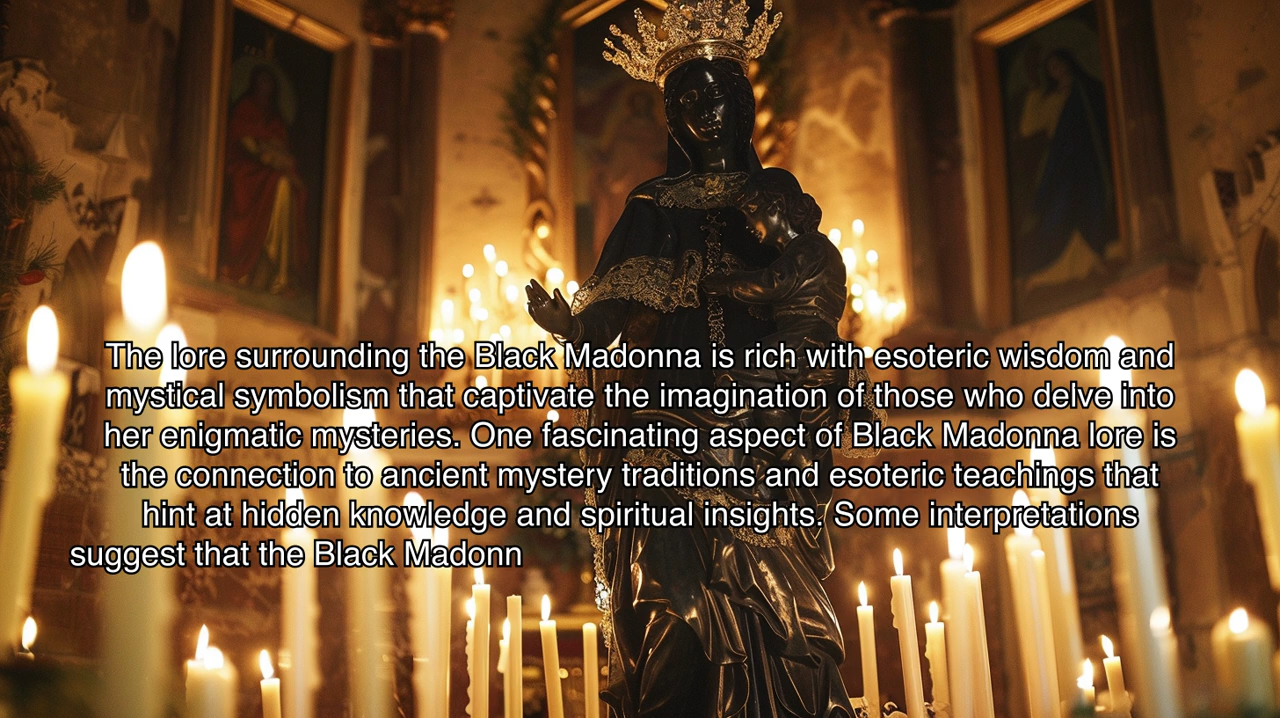 The lore surrounding the Black Madonna is rich with esoteric wisdom and
mystical symbolism that captivate the imagination of those who delve into
her enigmatic mysteries. One fascinating aspect of Black Madonna lore is
the connection to ancient mystery traditions and esoteric teachings that
hint at hidden knowledge and spiritual insights. Some interpretations
suggest that the Black Madonn